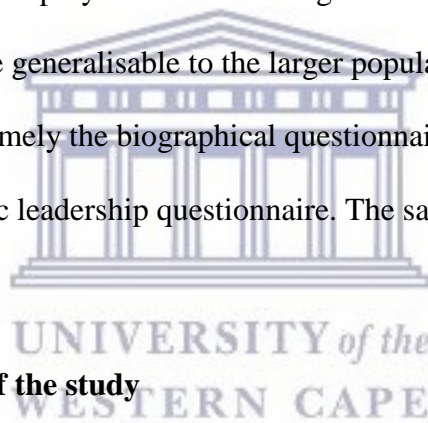 e generalisable to the larger popula
mely the biographical questionnai
c leadership questionnaire. The sa
UNIVERSITY of the
f the study
WESTERN CAPE